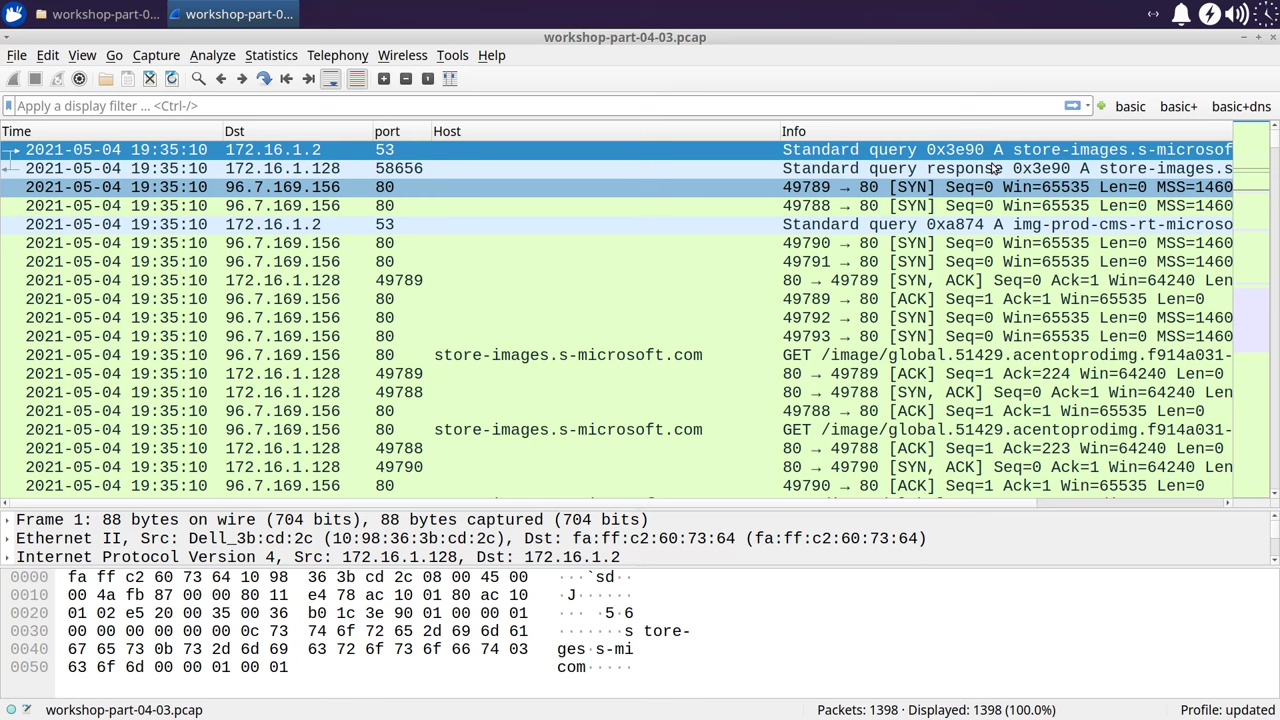 workshop-part-0... workshop-part-0...
workshop-part-04-03.pcap
File Edit View Go Capture Analyze Statistics Telephony Wireless Tools Help
Apply a display filter ... <Ctrl-/> basic basic+ basic+dns
Time Dst port Host Info
2021-05-04 19:35:10 172.16.1.2 53 Standard query 0x3e90 A store-images.s-microsof
2021-05-04 19:35:10 172.16.1.128 58656 Standard query response 0x3e90 A store-images.s
2021-05-04 19:35:10 96.7.169.156 80 49789 → 80 [SYN] Seq=0 Win=65535 Len=0 MSS=1460
2021-05-04 19:35:10 96.7.169.156 80 49788 → 80 [SYN] Seq=0 Win=65535 Len=0 MSS=1460
2021-05-04 19:35:10 172.16.1.2 53 Standard query 0xa874 A img-prod-cms-rt-microso
2021-05-04 19:35:10 96.7.169.156 80 49790 → 80 [SYN] Seq=0 Win=65535 Len=0 MSS=1460
2021-05-04 19:35:10 96.7.169.156 80 49791 → 80 [SYN] Seq=0 Win=65535 Len=0 MSS=1460
2021-05-04 19:35:10 172.16.1.128 49789 80 → 49789 [SYN, ACK] Seq=0 Ack=1 Win=64240 Len
2021-05-04 19:35:10 96.7.169.156 80 49789 → 80 [ACK] Seq=1 Ack=1 Win=65535 Len=0
2021-05-04 19:35:10 96.7.169.156 80 49792 → 80 [SYN] Seq=0 Win=65535 Len=0 MSS=1460
2021-05-04 19:35:10 96.7.169.156 80 49793 → 80 [SYN] Seq=0 Win=65535 Len=0 MSS=1460
2021-05-04 19:35:10 96.7.169.156 80 store-images.s-microsoft.com GET /image/global.51429.acentoprodimg.f914a031-
2021-05-04 19:35:10 172.16.1.128 49789 80 → 49789 [ACK] Seq=1 Ack=224 Win=64240 Len=0
2021-05-04 19:35:10 172.16.1.128 49788 80 → 49788 [SYN, ACK] Seq=0 Ack=1 Win=64240 Len
2021-05-04 19:35:10 96.7.169.156 80 49788 → 80 [ACK] Seq=1 Ack=1 Win=65535 Len=0
2021-05-04 19:35:10 96.7.169.156 80 store-images.s-microsoft.com GET /image/global.51429.acentoprodimg.f914a031-
2021-05-04 19:35:10 172.16.1.128 49788 80 → 49788 [ACK] Seq=1 Ack=223 Win=64240 Len=0
2021-05-04 19:35:10 172.16.1.128 49790 80 → 49790 [SYN, ACK] Seq=0 Ack=1 Win=64240 Len
2021-05-04 19:35:10 96.7.169.156 80 49790 → 80 [ACK] Seq=1 Ack=1 Win=65535 Len=0
Frame 1: 88 bytes on wire (704 bits), 88 bytes captured (704 bits)
Ethernet II, Src: Dell_3b:cd:2c (10:98:36:3b:cd:2c), Dst: fa:ff:c2:60:73:64 (fa:ff:c2:60:73:64)
Internet Protocol Version 4, Src: 172.16.1.128, Dst: 172.16.1.2
0000 fa ff c2 60 73 64 10 98 36 3b cd 2c 08 00 45 00 ···`sd··
0010 00 4a fb 87 00 00 80 11 e4 78 ac 10 01 80 ac 10 ·J······
0020 01 02 e5 20 00 35 00 36 b0 1c 3e 90 01 00 00 01 ··· ·5·6
0030 00 00 00 00 00 00 0c 73 74 6f 72 65 2d 69 6d 61 ·······s tore-
0040 67 65 73 0b 73 2d 6d 69 63 72 6f 73 6f 66 74 03 ges·s-mi
0050 63 6f 6d 00 00 01 00 01 com·····
workshop-part-04-03.pcap Packets: 1398 · Displayed: 1398 (100.0%) Profile: updated